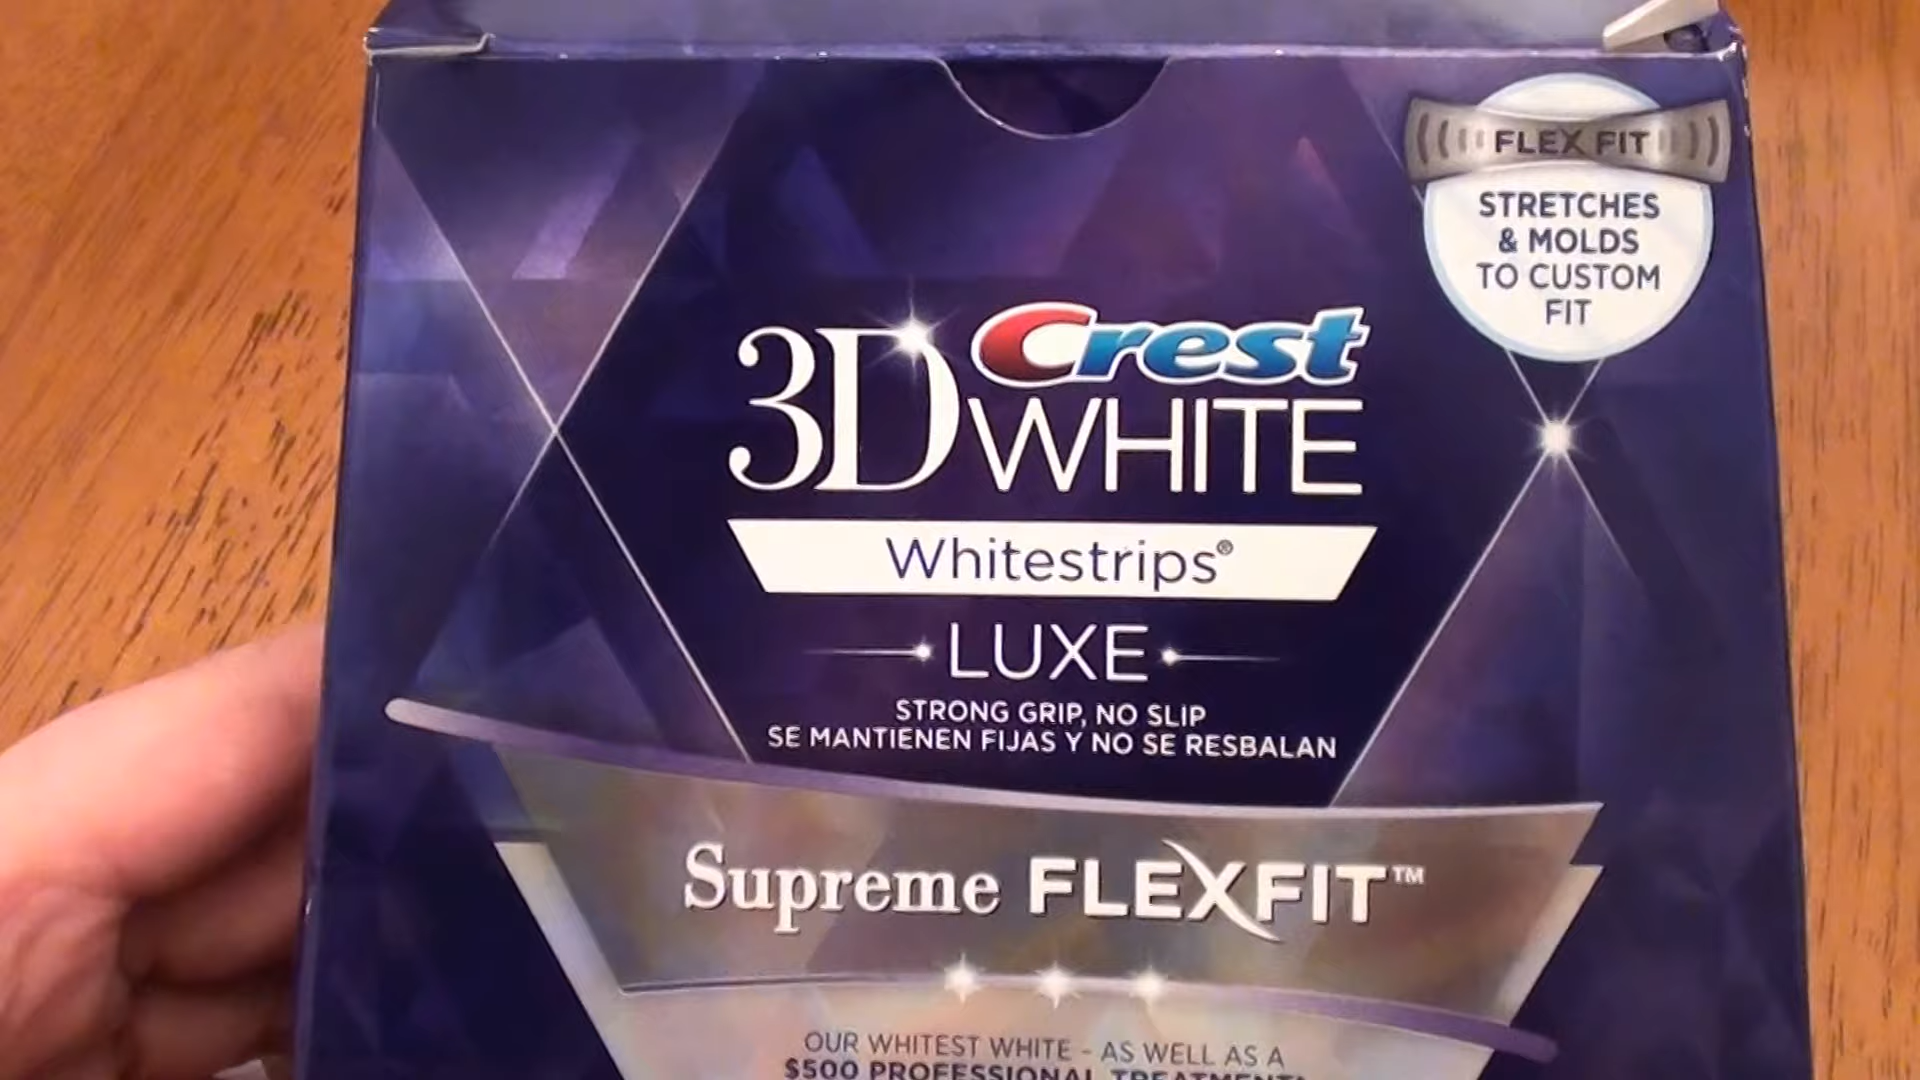 FLEX FIT
STRETCHES
& MOLDS
TO CUSTOM
FIT
3D Crest
WHITE
Whitestrips®
LUXE
STRONG GRIP, NO SLIP
SE MANTIENEN FIJAS Y NO SE RESBALAN
Supreme FLEXFIT™
OUR WHITEST WHITE - AS WELL AS A
$500 PROFESSIONAL TREATMENT